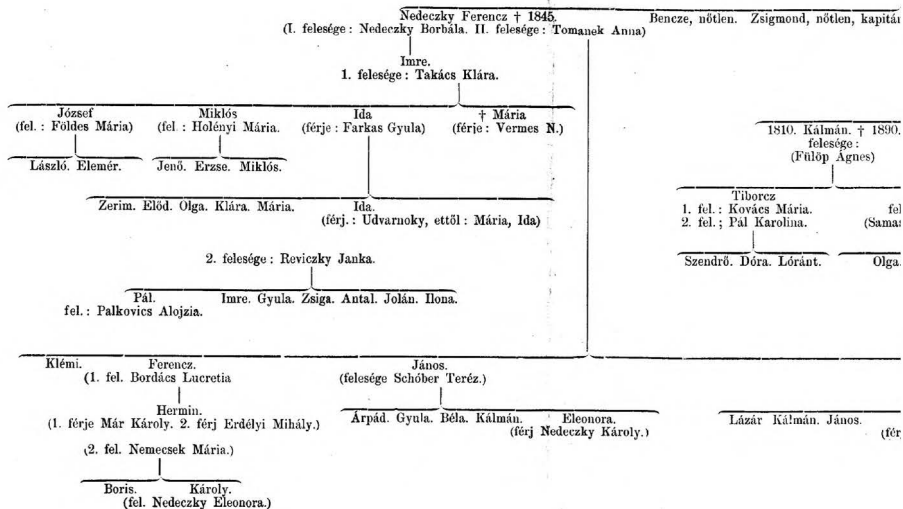 Nedeczky Ferencz † 1845. Bencze, nőtlen. Zsigmond, nőtlen,
(I. felesége : Nedeczky Borbála. II. felesége : Tomanek Anna)
Imre.
1. felesége : Takács Klára.
József Miklós Ida † Mária
(fel. : Földes Mária) (fel. : Holényi Mária. (férje : Farkas Gyula) (férje : Vermes N.)
1810. Kálmán. † 1890.
felesége :
(Fülöp Ágnes)
László. Elemér. Jenő. Erzse. Miklós.
Zerim. Előd. Olga. Klára. Mária. Ida.
(férj. : Udvarnoky, ettől : Mária, Ida)
Tiborcz
1. fel. : Kovács Mária.
2. fel. ; Pál Karolina.
Szendrő. Dóra. Lóránt. Olga.
2. felesége : Reviczky Janka.
Pál. Imre. Gyula. Zsiga. Antal. Jolán. Ilona.
fel. : Palkovics Alojzia.
Klémi. Ferencz. János.
(1. fel. Bordács Lucretia (felesége Schóber Teréz.)
Hermin.
(1. férje Már Károly. 2. férj Erdélyi Mihály.)
Árpád. Gyula. Béla. Kálmán. Eleonora. Lázár Kálmán. János.
(férj Nedeczky Károly.)
(2. fel. Nemecsek Mária.)
Boris. Károly.
(fel. Nedeczky Eleonora.)